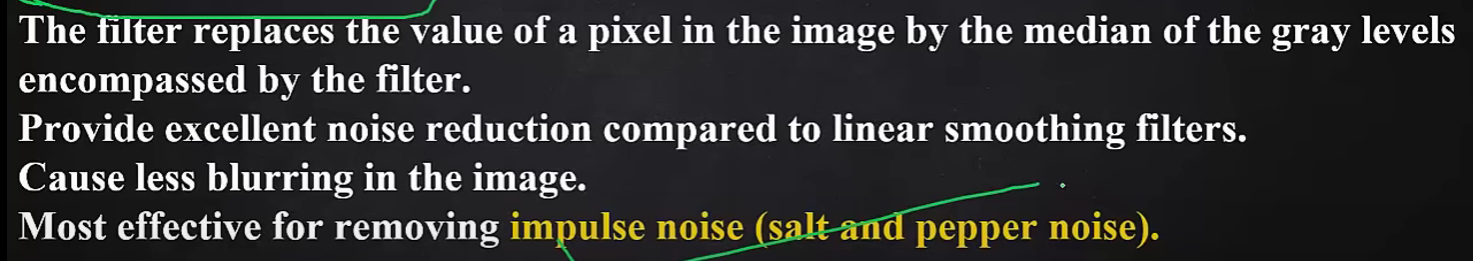 The filter replaces the value of a pixel in the image by the median of the gray levels
encompassed by the filter.
Provide excellent noise reduction compared to linear smoothing filters.
Cause less blurring in the image.
Most effective for removing impulse noise (salt and pepper noise).